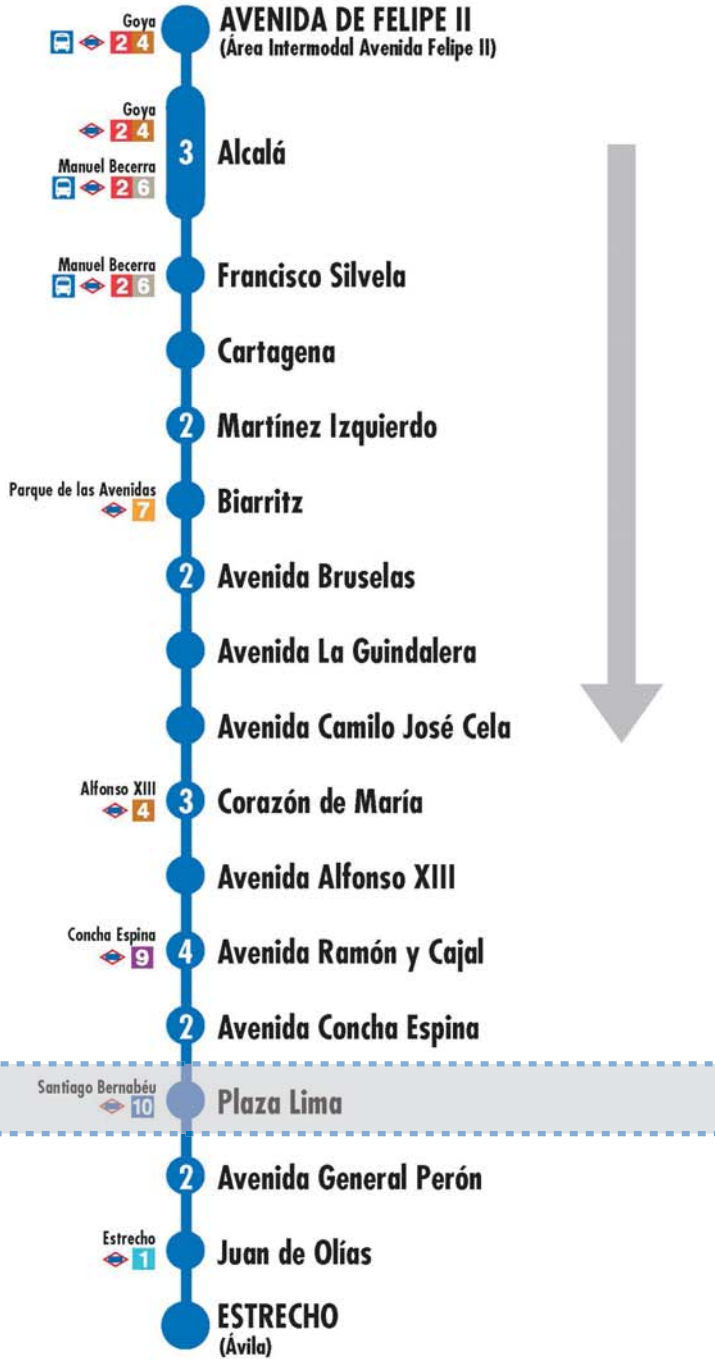 Goya
2 4
AVENIDA DE FELIPE II
(Área Intermodal Avenida Felipe II)
Goya
2 4
Manuel Becerra
2 6
3
Alcalá
Manuel Becerra
2 6
Francisco Silvela
Cartagena
2
Martínez Izquierdo
Parque de las Avenidas
7
Biarritz
2
Avenida Bruselas
Avenida La Guindalera
Avenida Camilo José Cela
Alfonso XIII
4
3
Corazón de María
Avenida Alfonso XIII
Concha Espina
9
4
Avenida Ramón y Cajal
2
Avenida Concha Espina
Santiago Bernabéu
10
Plaza Lima
2
Avenida General Perón
Estrecho
1
Juan de Olías
ESTRECHO
(Ávila)